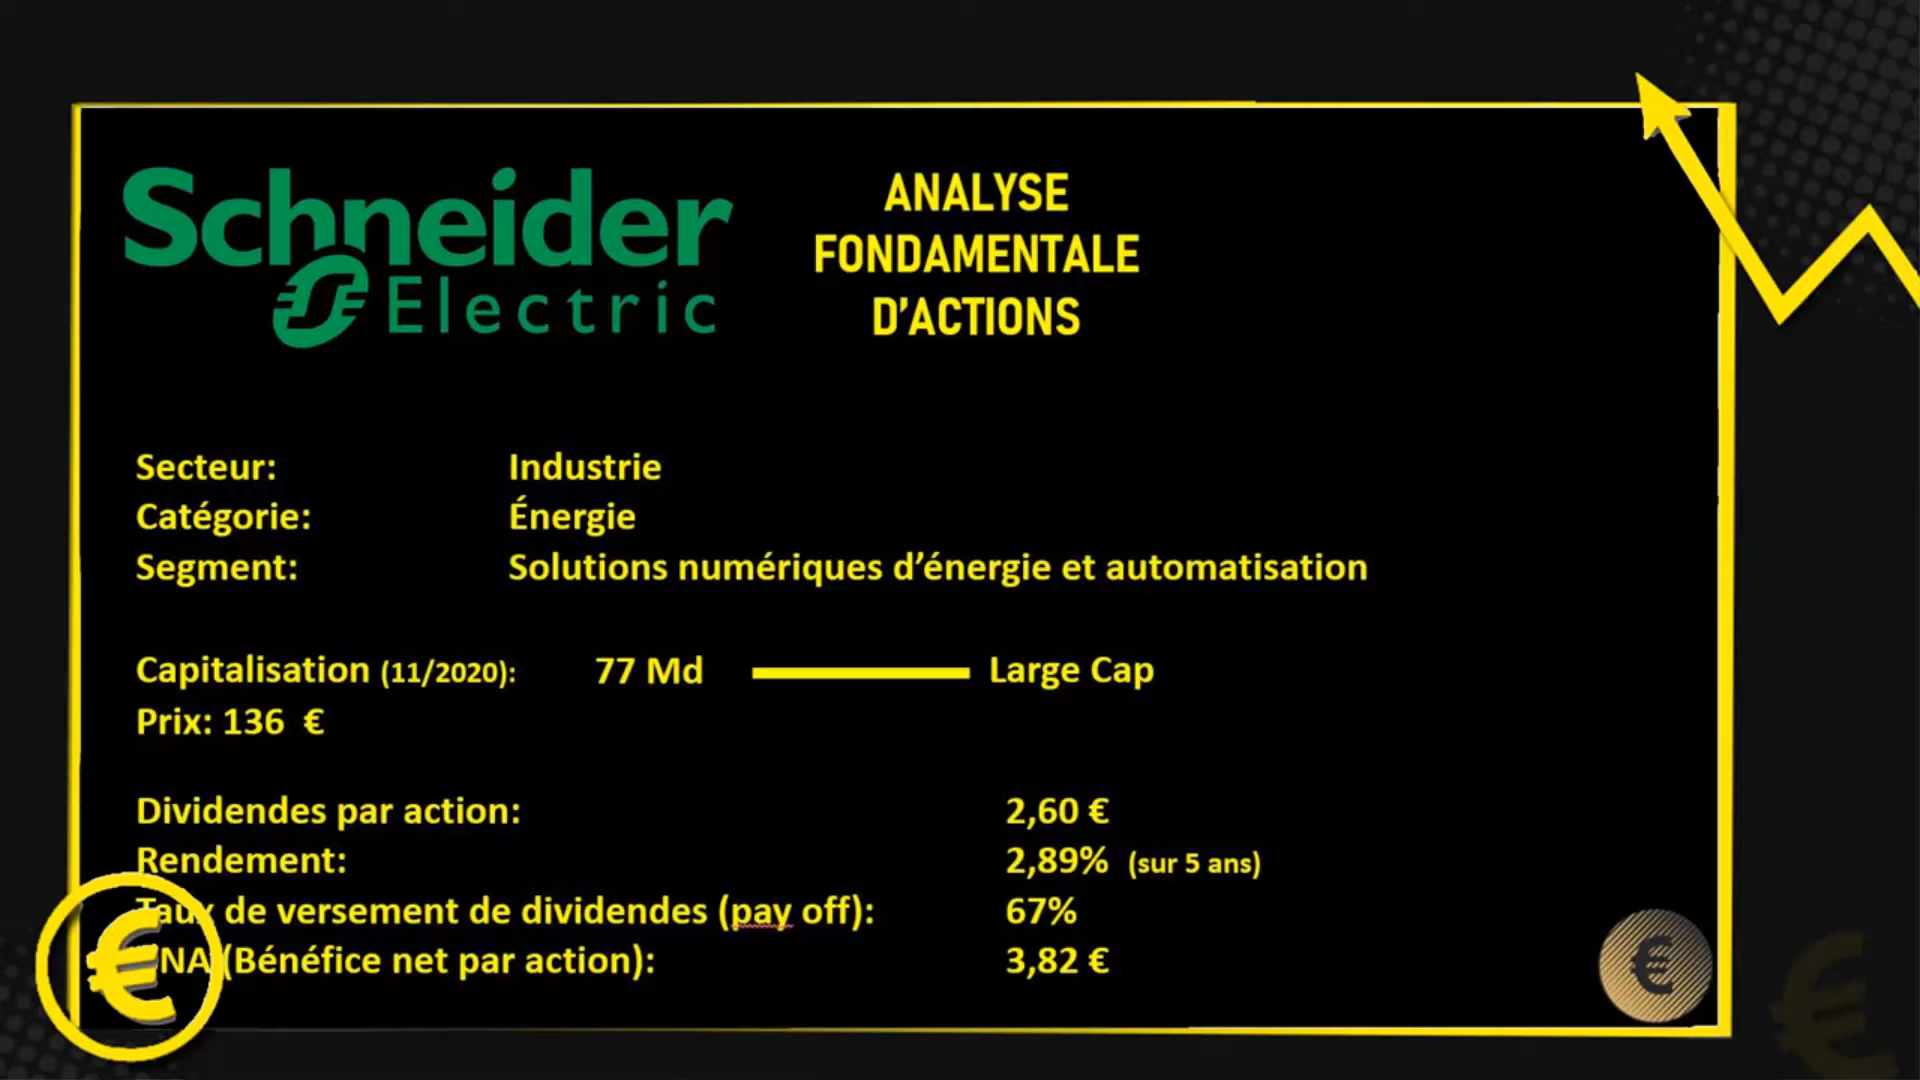 Schneider
Electric
ANALYSE
FONDAMENTALE
D'ACTIONS
Secteur: Industrie
Catégorie: Énergie
Segment: Solutions numériques d'énergie et automatisation
Capitalisation (11/2020): 77 Md Large Cap
Prix: 136 €
Dividendes par action: 2,60 €
Rendement: 2,89% (sur 5 ans)
Taux de versement de dividendes (pay off): 67%
NA (Bénéfice net par action): 3,82 €
€
€
€